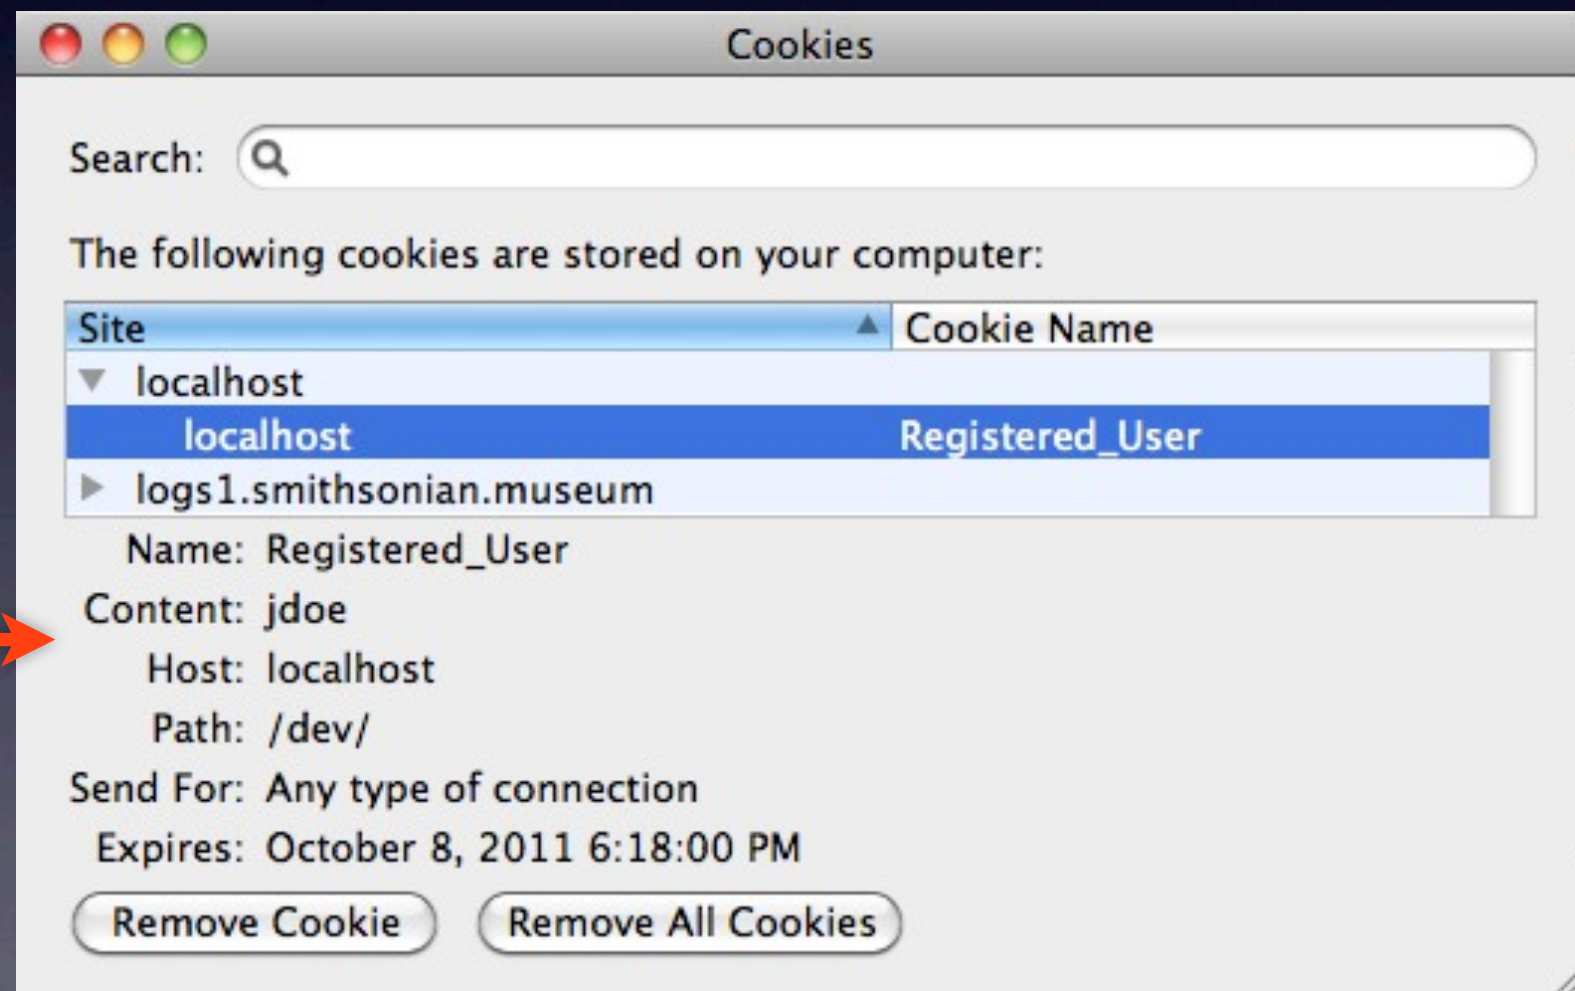 Cookies
Search:
The following cookies are stored on your computer:
Site Cookie Name
localhost
localhost Registered_User
logs1.smithsonian.museum
Name: Registered_User
Content: jdoe
Host: localhost
Path: /dev/
Send For: Any type of connection
Expires: October 8, 2011 6:18:00 PM
Remove Cookie Remove All Cookies